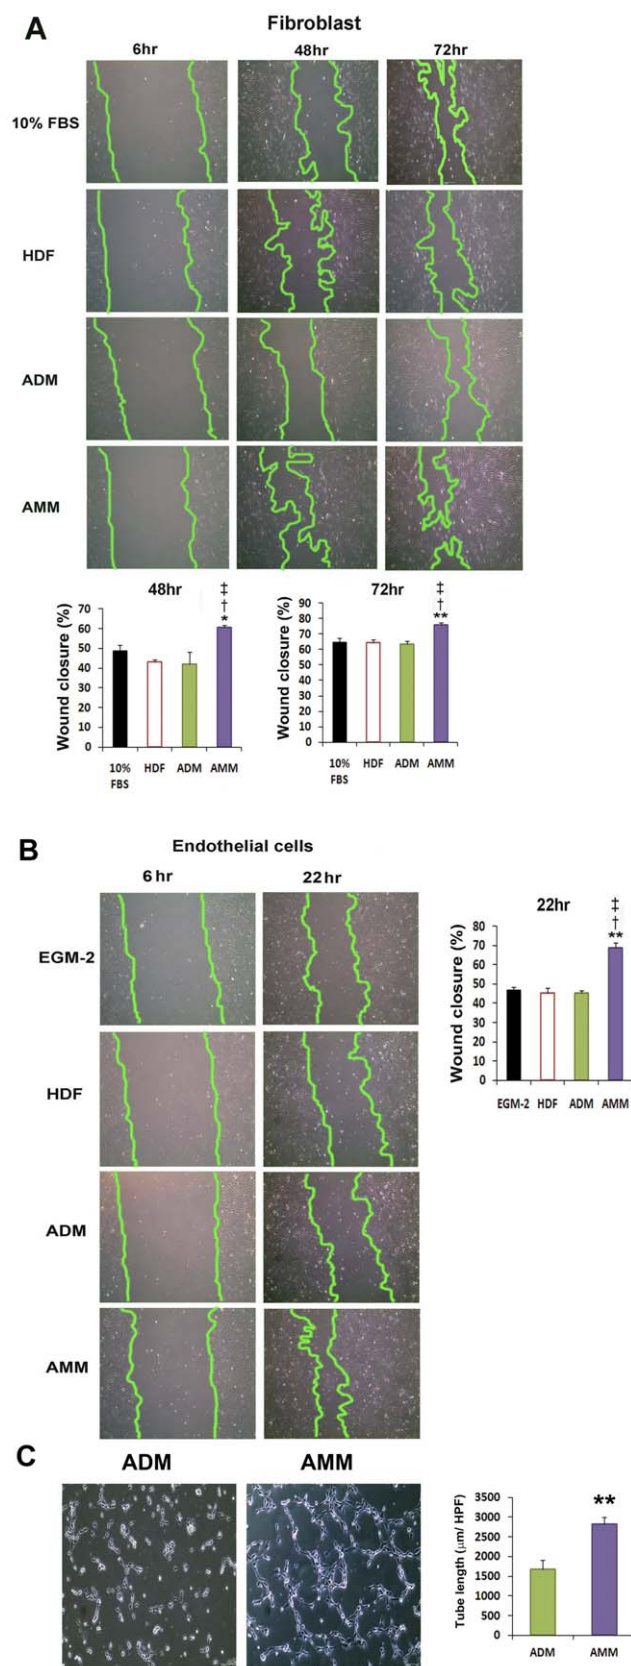 A
Fibroblast
6hr 48hr 72hr
10% FBS
HDF
ADM
AMM
48hr
Wound closure (%)
70
60
50
40
30
20
10
0
‡
†
*
10% FBS HDF ADM AMM
72hr
Wound closure (%)
90
80
70
60
50
40
30
20
10
0
‡
†
**
10% FBS HDF ADM AMM
B
Endothelial cells
6 hr 22hr
EGM-2
HDF
ADM
AMM
22hr
Wound closure (%)
80
70
60
50
40
30
20
10
0
‡
†
**
EGM-2 HDF ADM AMM
C
ADM AMM
Tube length (μm/ HPF)
3500
3000
2500
2000
1500
1000
500
0
**
ADM AMM